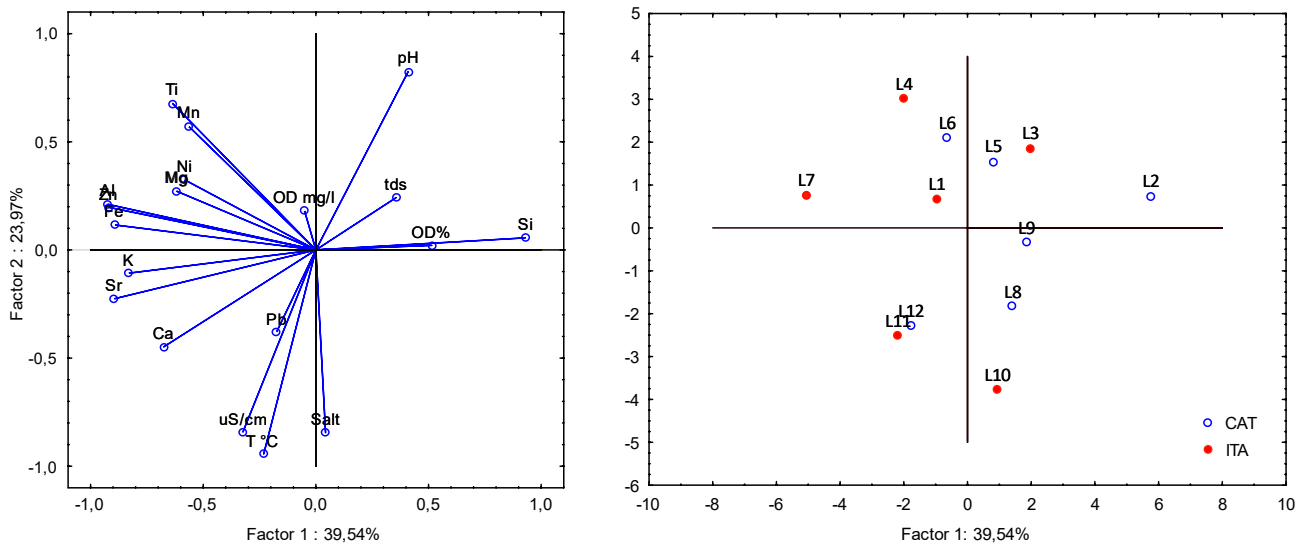 1,0
0,5
0,0
-0,5
-1,0
Factor 2 : 23,97%
pH
Ti
Mn
Ni
Mg
Al
Zn
Fe
OD mg/l
tds
Si
OD%
K
Sr
Ca
Pb
uS/cm
Salt
T °C
-1,0 -0,5 0,0 0,5 1,0
Factor 1 : 39,54%
5
4
3
2
1
0
-1
-2
-3
-4
-5
-6
L4
L6
L5
L3
L7
L1
L2
L9
L8
L12
L11
L10
CAT
ITA
-10 -8 -6 -4 -2 0 2 4 6 8 10
Factor 1: 39,54%